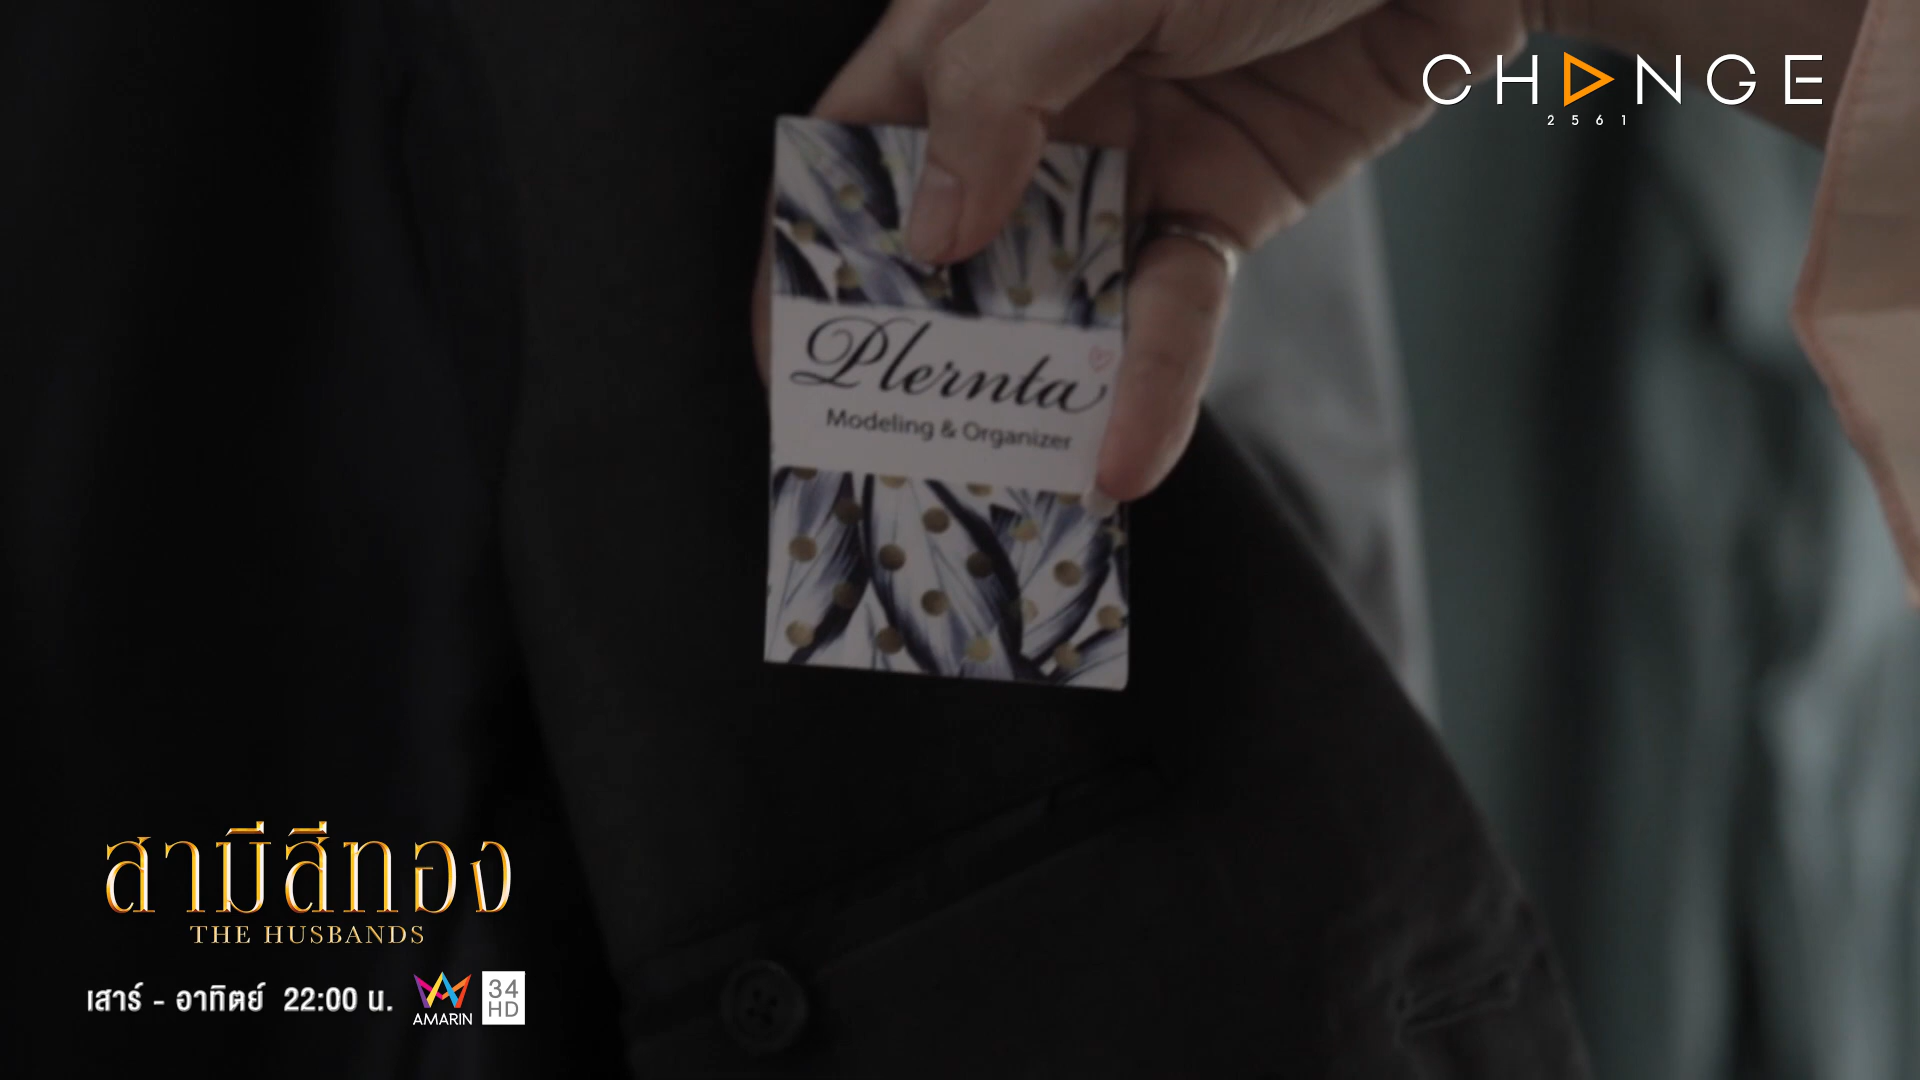 CHANGE
2561
Plernta
Modeling & Organizer
สามีสีทอง
THE HUSBANDS
เสาร์ - อาทิตย์ 22:00 น.
AMARIN
34
HD